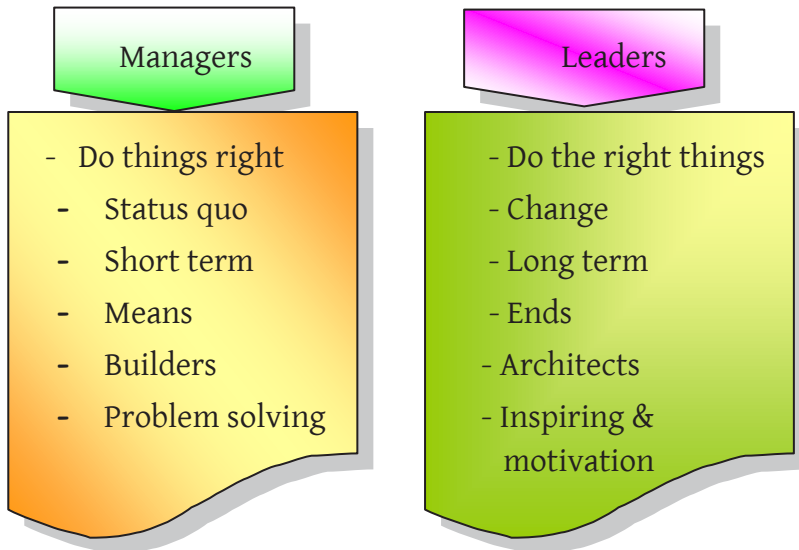 Managers
- Do things right
- Status quo
- Short term
- Means
- Builders
- Problem solving
Leaders
- Do the right things
- Change
- Long term
- Ends
- Architects
- Inspiring &
motivation